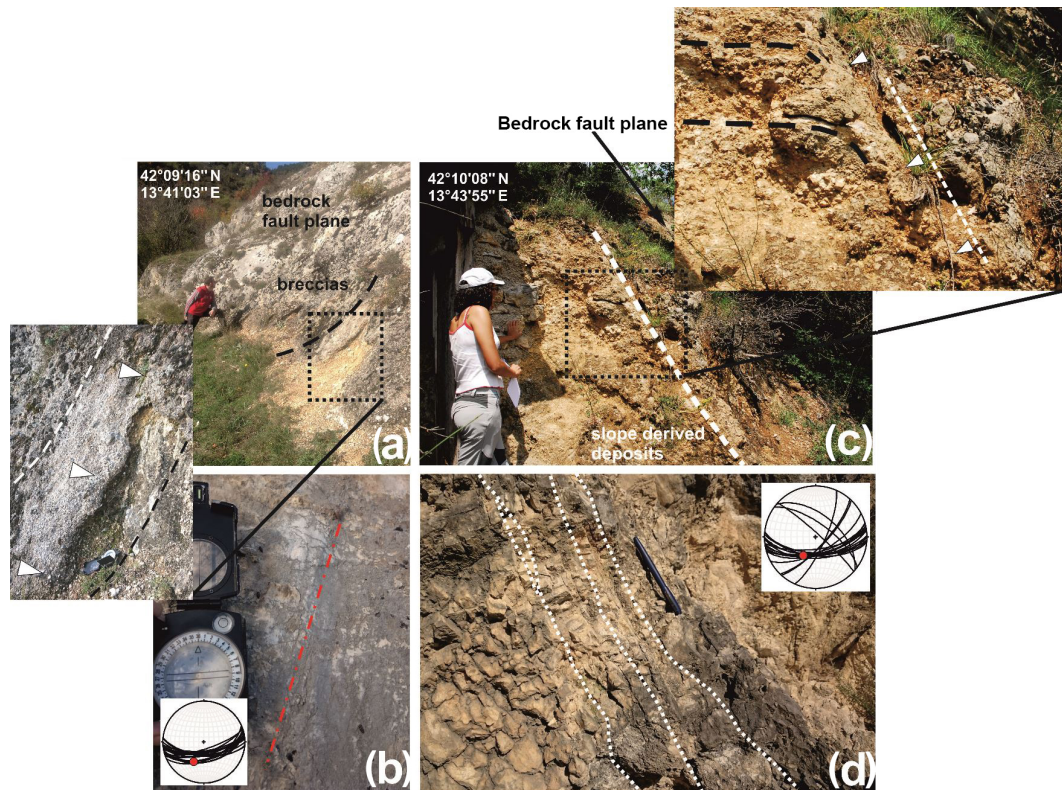 Bedrock fault plane
42°09'16'' N
13°41'03'' E
bedrock
fault plane
breccias
(a)
42°10'08'' N
13°43'55'' E
slope derived
deposits
(c)
(b)
(d)